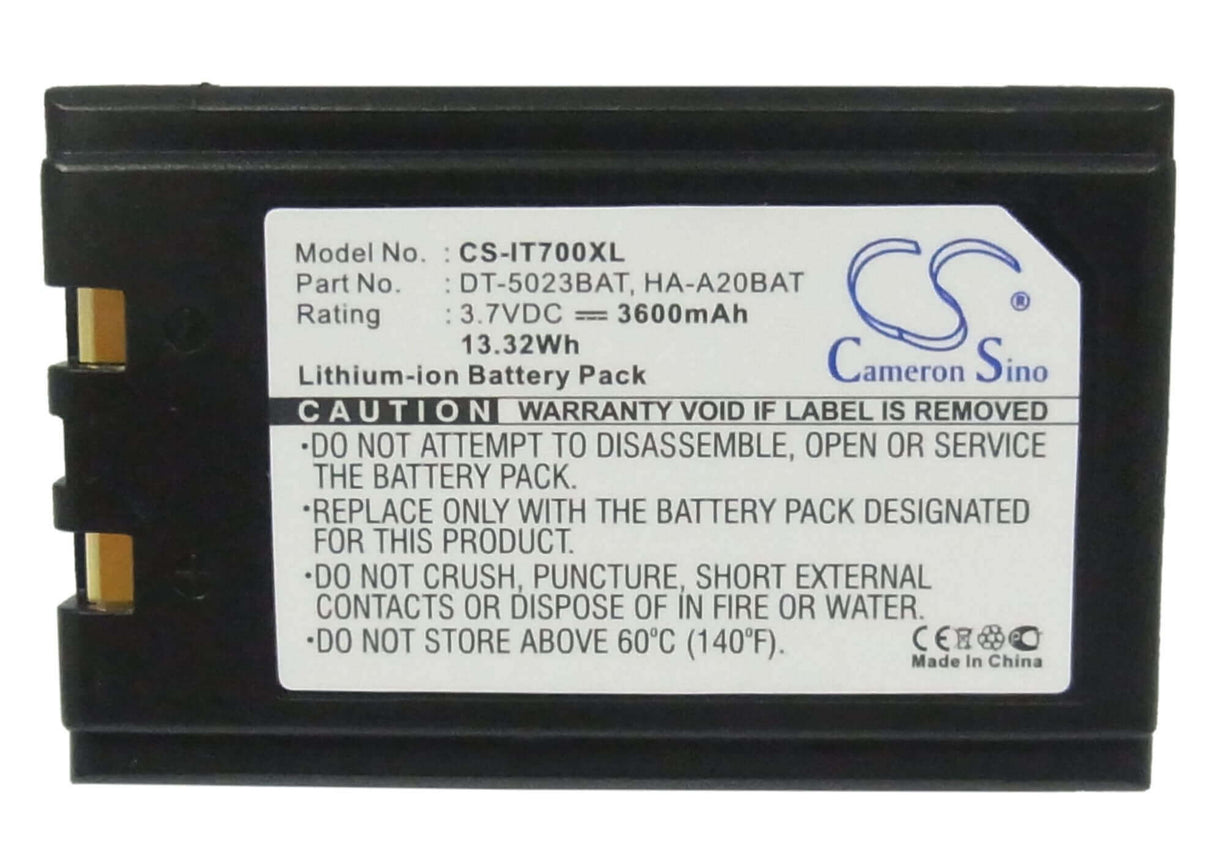 Model No. : CS-IT700XL
Part No. : DT-5023BAT, HA-A20BAT
Rating : 3.7VDC ⎓ 3600mAh
13.32Wh
Lithium-ion Battery Pack
CS ®
Cameron Sino
CAUTION WARRANTY VOID IF LABEL IS REMOVED
•DO NOT ATTEMPT TO DISASSEMBLE, OPEN OR SERVICE
THE BATTERY PACK.
•REPLACE ONLY WITH THE BATTERY PACK DESIGNATED
FOR THIS PRODUCT.
•DO NOT CRUSH, PUNCTURE, SHORT EXTERNAL
CONTACTS OR DISPOSE OF IN FIRE OR WATER.
•DO NOT STORE ABOVE 60°C (140°F).
CE
Made In China